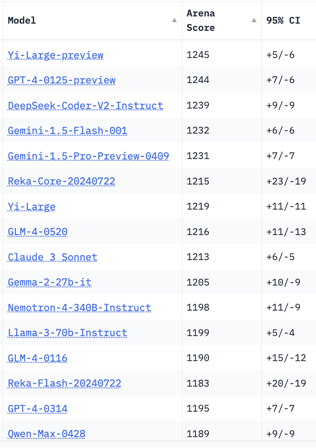 Model ▲ Arena Score ▲ 95% CI
Yi-Large-preview 1245 +5/-6
GPT-4-0125-preview 1244 +7/-6
DeepSeek-Coder-V2-Instruct 1239 +9/-9
Gemini-1.5-Flash-001 1232 +6/-6
Gemini-1.5-Pro-Preview-0409 1231 +7/-7
Reka-Core-20240722 1215 +23/-19
Yi-Large 1219 +11/-11
GLM-4-0520 1216 +11/-13
Claude 3 Sonnet 1213 +6/-5
Gemma-2-27b-it 1205 +10/-9
Nemotron-4-340B-Instruct 1198 +11/-9
Llama-3-70b-Instruct 1199 +5/-4
GLM-4-0116 1190 +15/-12
Reka-Flash-20240722 1183 +20/-19
GPT-4-0314 1195 +7/-7
Qwen-Max-0428 1189 +9/-9